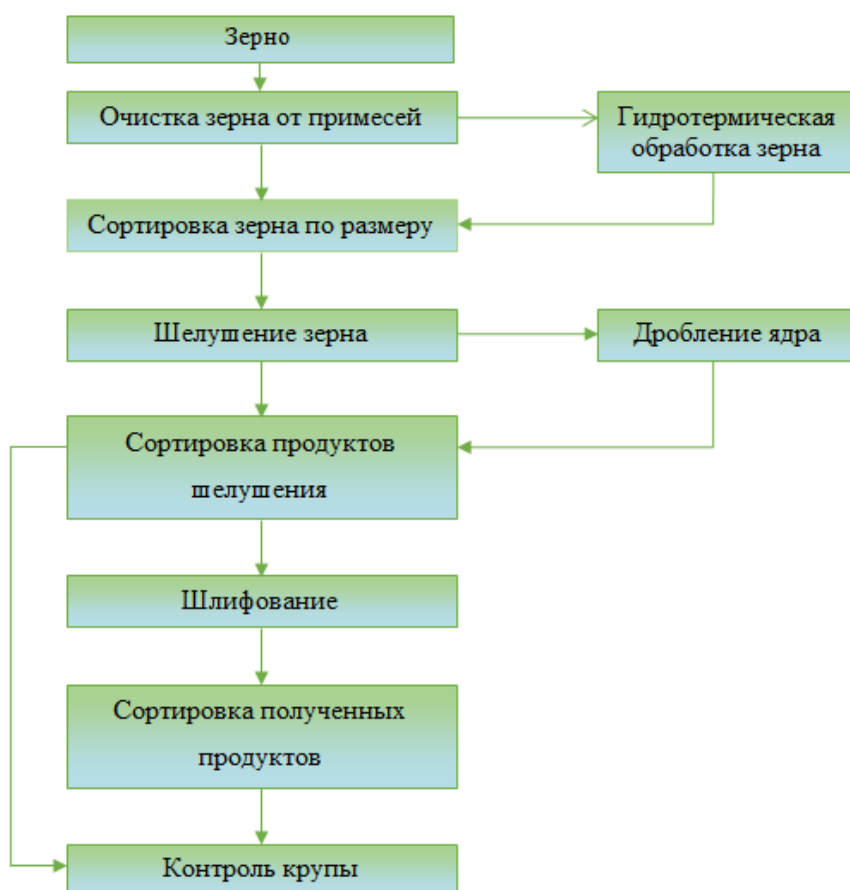 Зерно
Очистка зерна от примесей
Гидротермическая
обработка зерна
Сортировка зерна по размеру
Шелушение зерна
Дробление ядра
Сортировка продуктов
шелушения
Шлифование
Сортировка полученных
продуктов
Контроль крупы